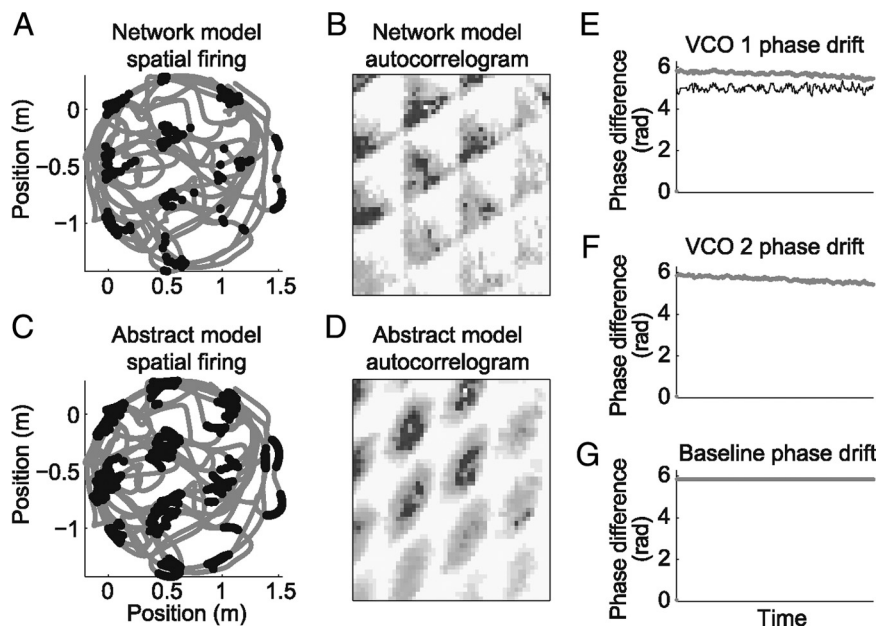 A
Network model
spatial firing
Position (m)
0
−0.5
−1
0 0.5 1 1.5
B
Network model
autocorrelogram
C
Abstract model
spatial firing
Position (m)
0
−0.5
−1
0 0.5 1 1.5
Position (m)
D
Abstract model
autocorrelogram
E
VCO 1 phase drift
Phase difference
(rad)
6
4
2
0
F
VCO 2 phase drift
Phase difference
(rad)
6
4
2
0
G
Baseline phase drift
Phase difference
(rad)
6
4
2
0
Time